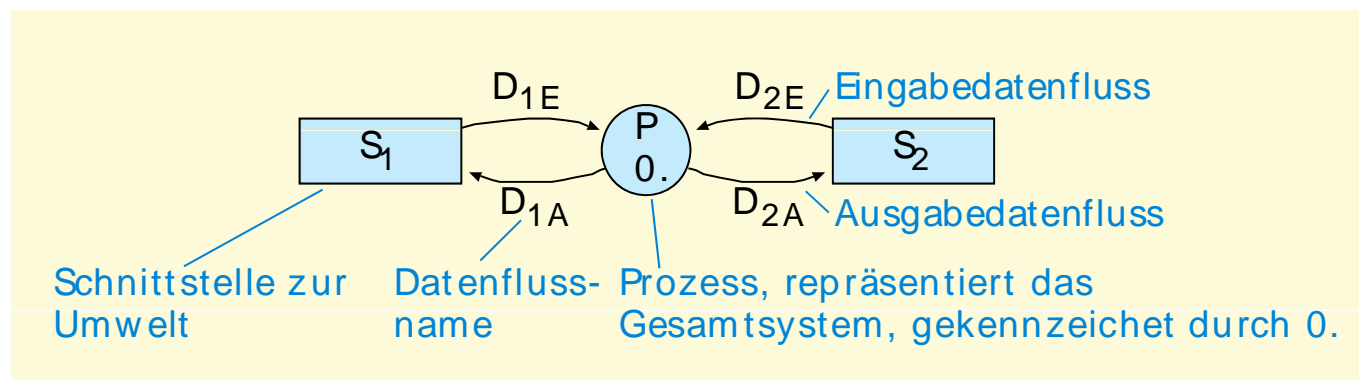 D1E
D2E
Eingabedatenfluss
S1
P
0.
S2
D1A
D2A
Ausgabedatenfluss
Schnittstelle zur
Umwelt
Datenfluss-
name
Prozess, repräsentiert das
Gesamtsystem, gekennzeichet durch 0.